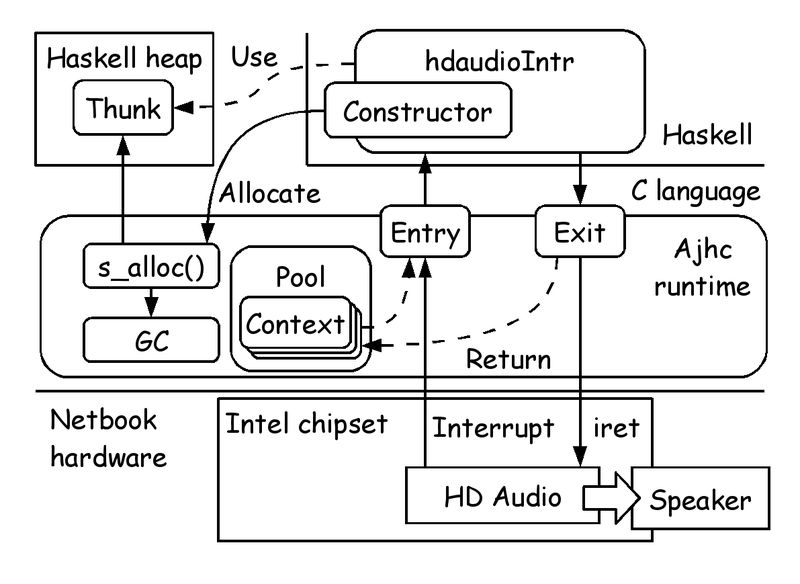 Haskell heap
Use
hdaudioIntr
Thunk
Constructor
Haskell
Allocate
C language
Entry
Exit
Ajhc
runtime
s_alloc()
Pool
Context
GC
Return
Netbook
hardware
Intel chipset
Interrupt
iret
HD Audio
Speaker